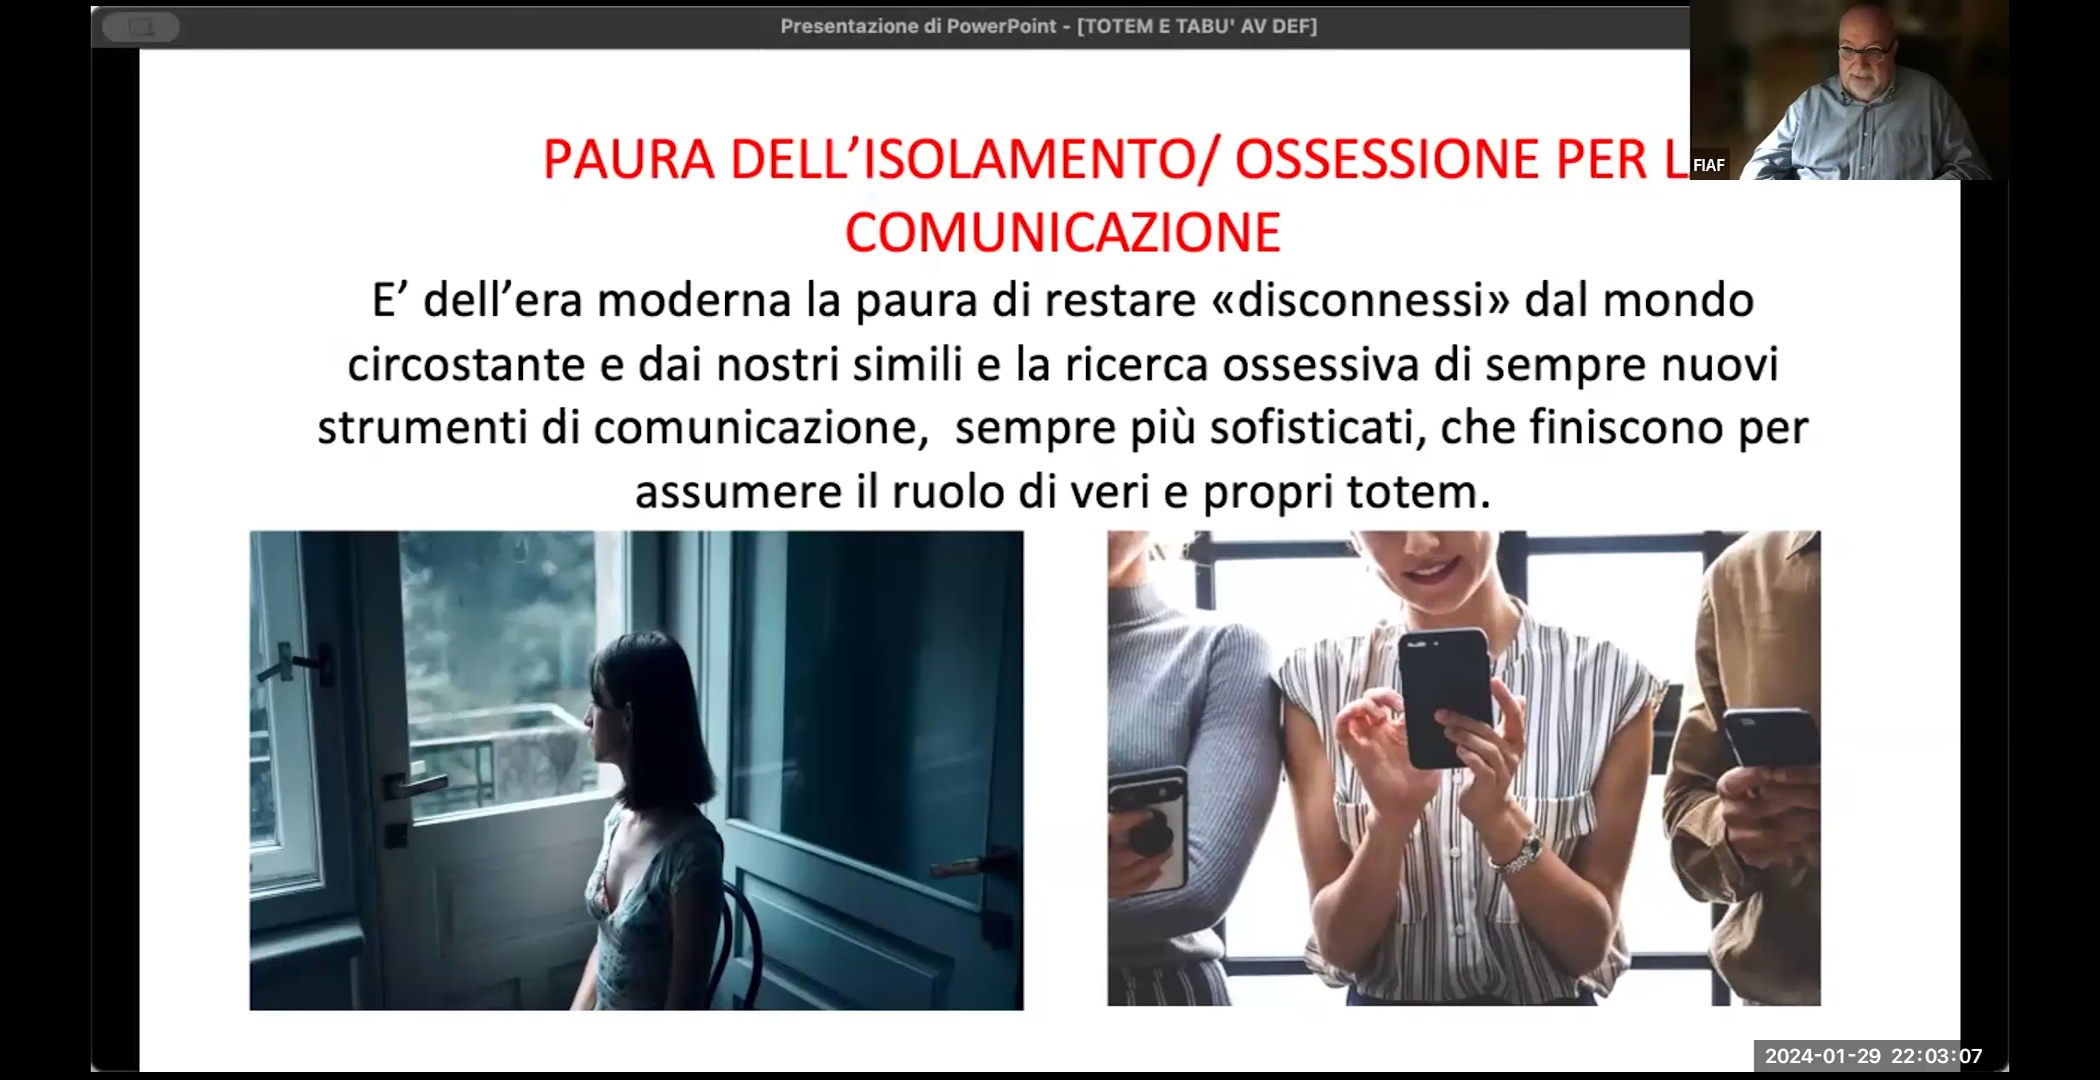 Presentazione di PowerPoint - [TOTEM E TABU' AV DEF]
PAURA DELL’ISOLAMENTO/ OSSESSIONE PER L
COMUNICAZIONE
E’ dell’era moderna la paura di restare «disconnessi» dal mondo
circostante e dai nostri simili e la ricerca ossessiva di sempre nuovi
strumenti di comunicazione,  sempre più sofisticati, che finiscono per
assumere il ruolo di veri e propri totem.
FIAF
2024-01-29 22:03:07